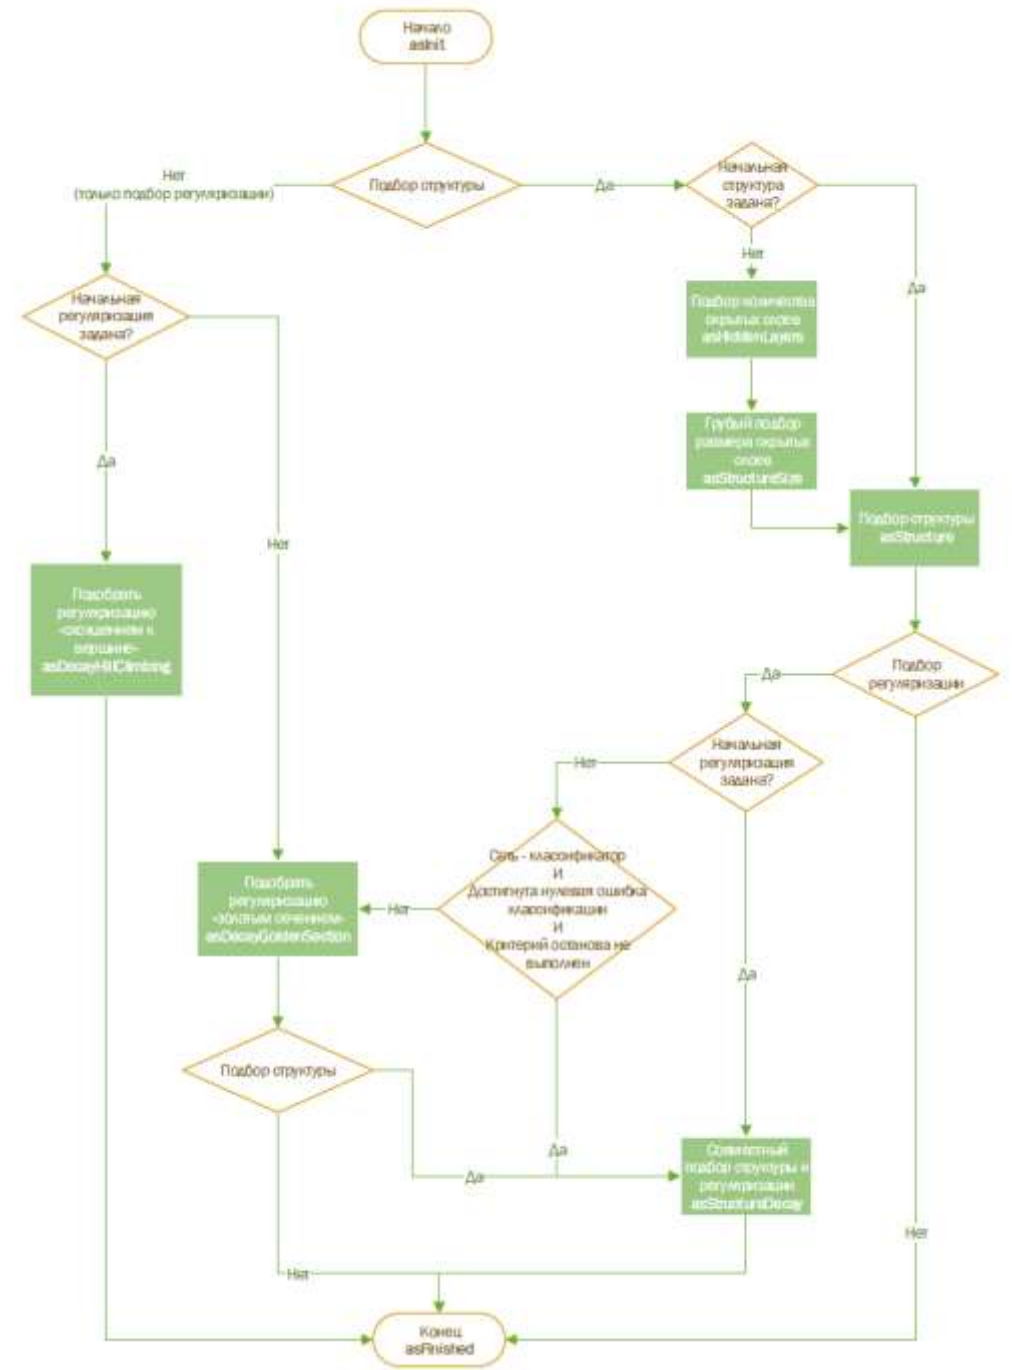 Начало
asInit
Подбор структуры
Нет
(только подбор регуляризации)
Да
Начальная
структура
задана?
Нет
Да
Подбор количества
скрытых слоев
asHiddenLayers
Грубый подбор
размера скрытых
слоев
asStructureSize
Подбор структуры
asStructure
Начальная
регуляризация
задана?
Да
Нет
Подобрать
регуляризацию
«восхождением к
вершине»
asDecayHillClimbing
Подбор
регуляризации
Да
Начальная
регуляризация
задана?
Нет
Сеть - классификатор
И
Достигнута нулевая ошибка
классификации
И
Критерий останова не
выполнен
Нет
Подобрать
регуляризацию
«золотым сечением»
asDecayGoldenSection
Да
Подбор структуры
Да
Да
Совместный
подбор структуры и
регуляризации
asStructureDecay
Нет
Нет
Конец
asFinished